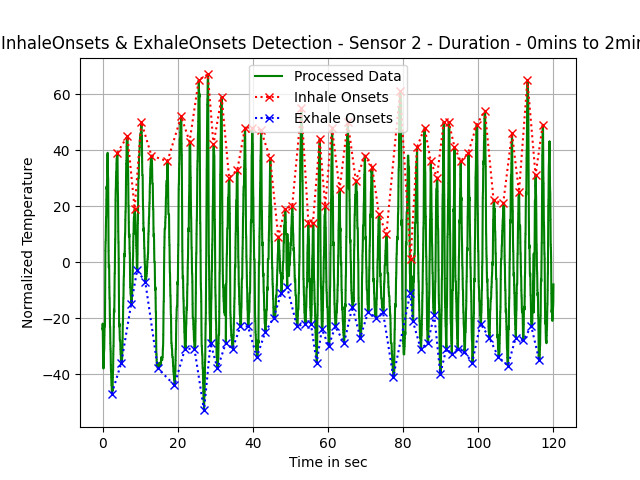 InhaleOnsets & ExhaleOnsets Detection - Sensor 2 - Duration - 0mins to 2min
Processed Data
Inhale Onsets
Exhale Onsets
60
40
20
0
−20
−40
Normalized Temperature
0 20 40 60 80 100 120
Time in sec